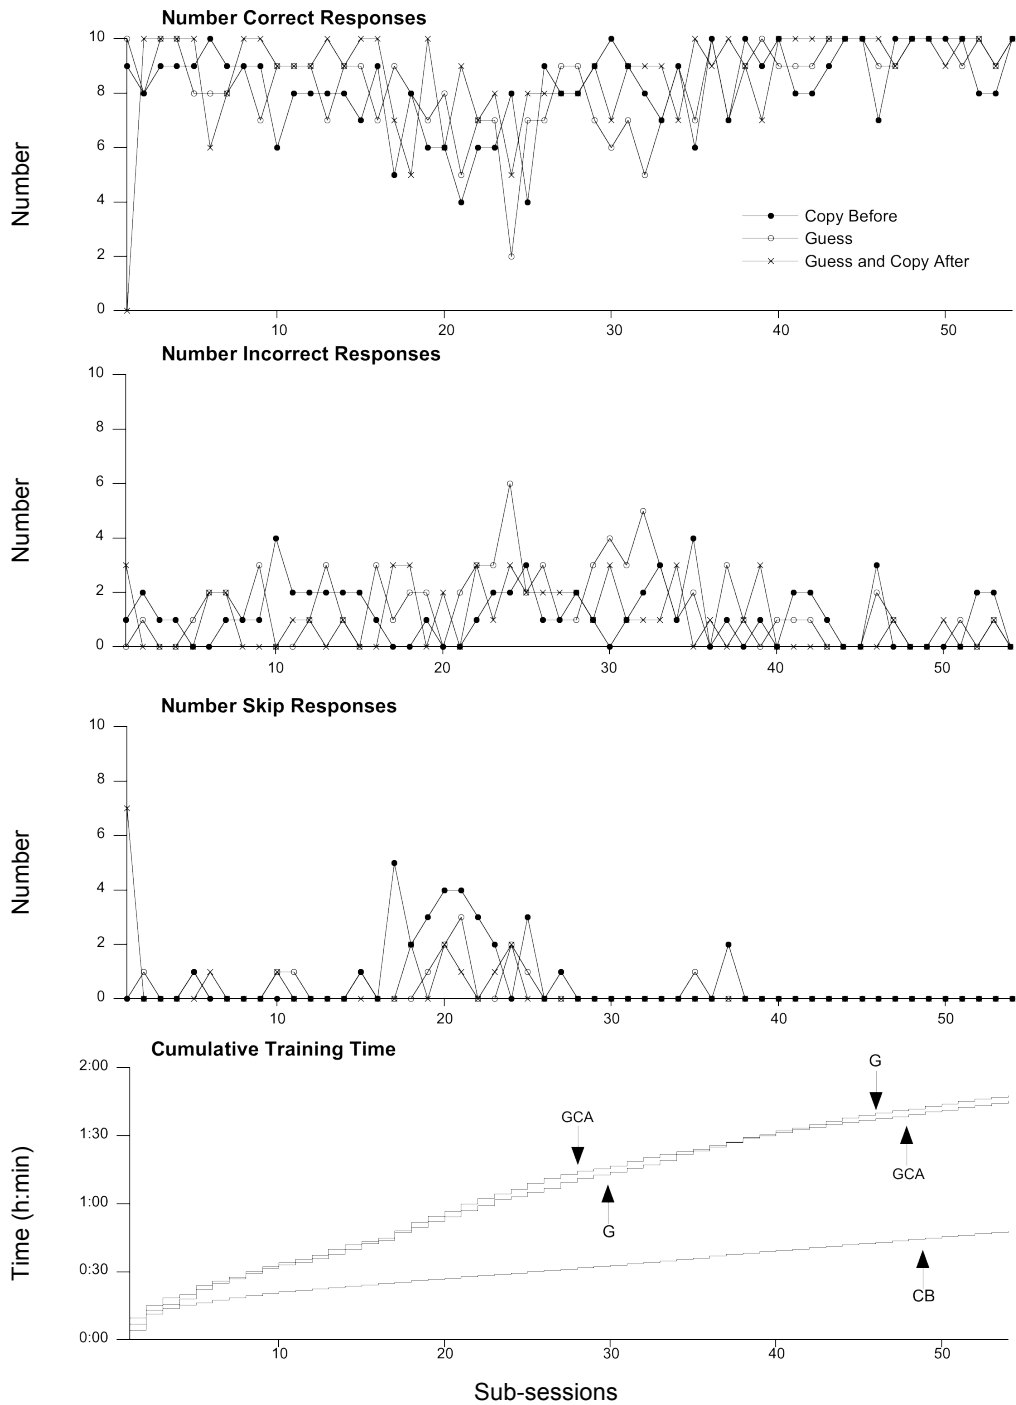 Number Correct Responses
10
8
6
4
2
0
Number
Copy Before
Guess
Guess and Copy After
10 20 30 40 50
Number Incorrect Responses
10
8
6
4
2
0
Number
10 20 30 40 50
Number Skip Responses
10
8
6
4
2
0
Number
10 20 30 40 50
Cumulative Training Time
2:00
1:30
1:00
0:30
0:00
Time (h:min)
G
GCA
GCA
G
CB
10 20 30 40 50
Sub-sessions